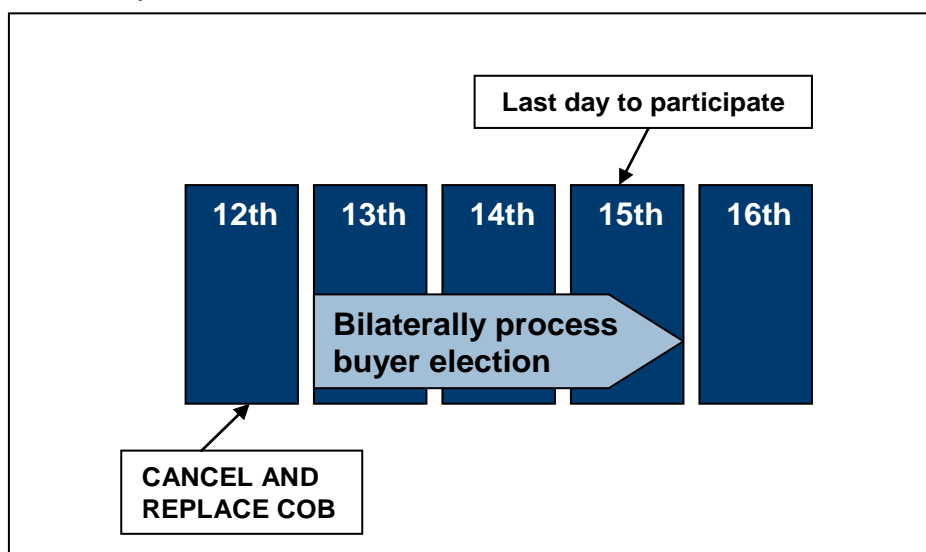 Last day to participate
12th
13th
14th
15th
16th
Bilaterally process
buyer election
CANCEL AND
REPLACE COB